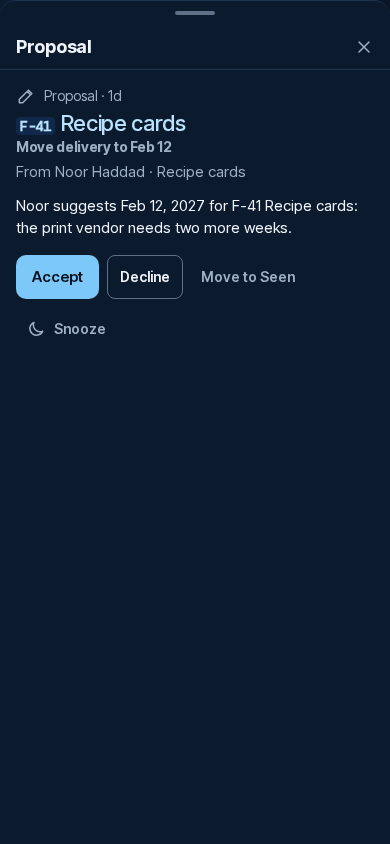 Proposal
Proposal · 1d
F-41 Recipe cards
Move delivery to Feb 12
From Noor Haddad · Recipe cards
Noor suggests Feb 12, 2027 for F-41 Recipe cards:
the print vendor needs two more weeks.
Accept Decline Move to Seen
Snooze